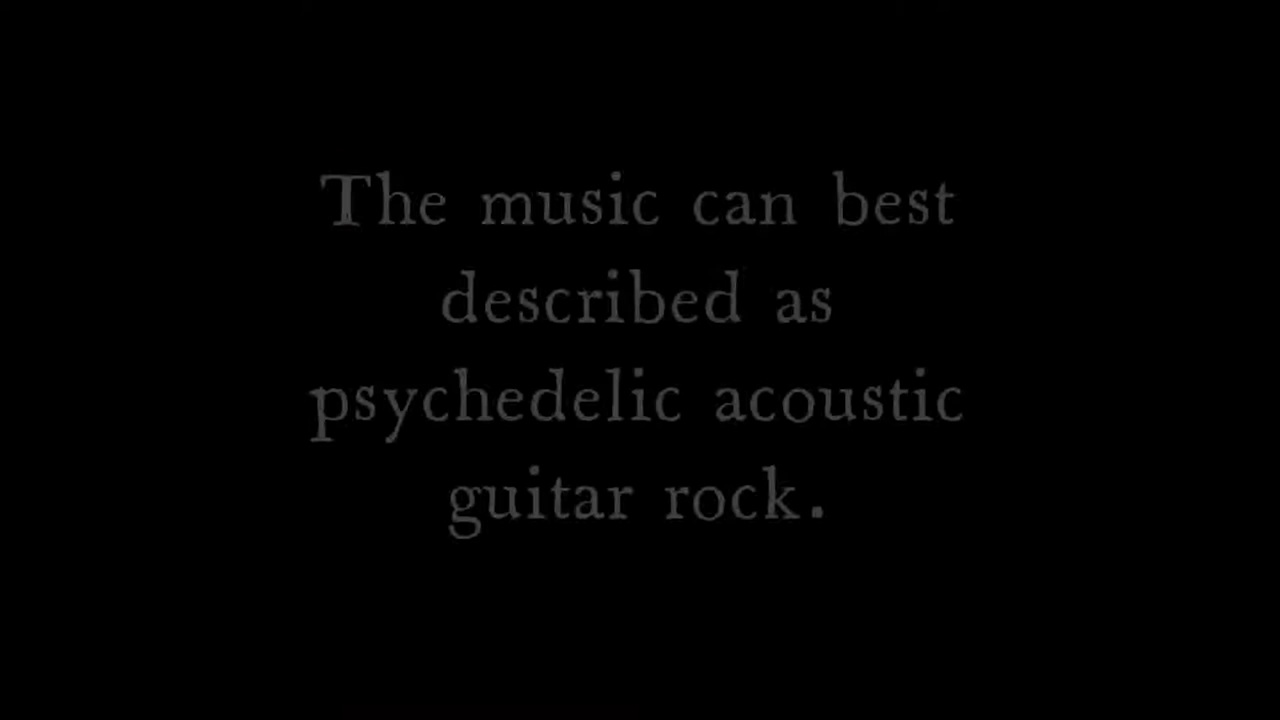 The music can best
described as
psychedelic acoustic
guitar rock.